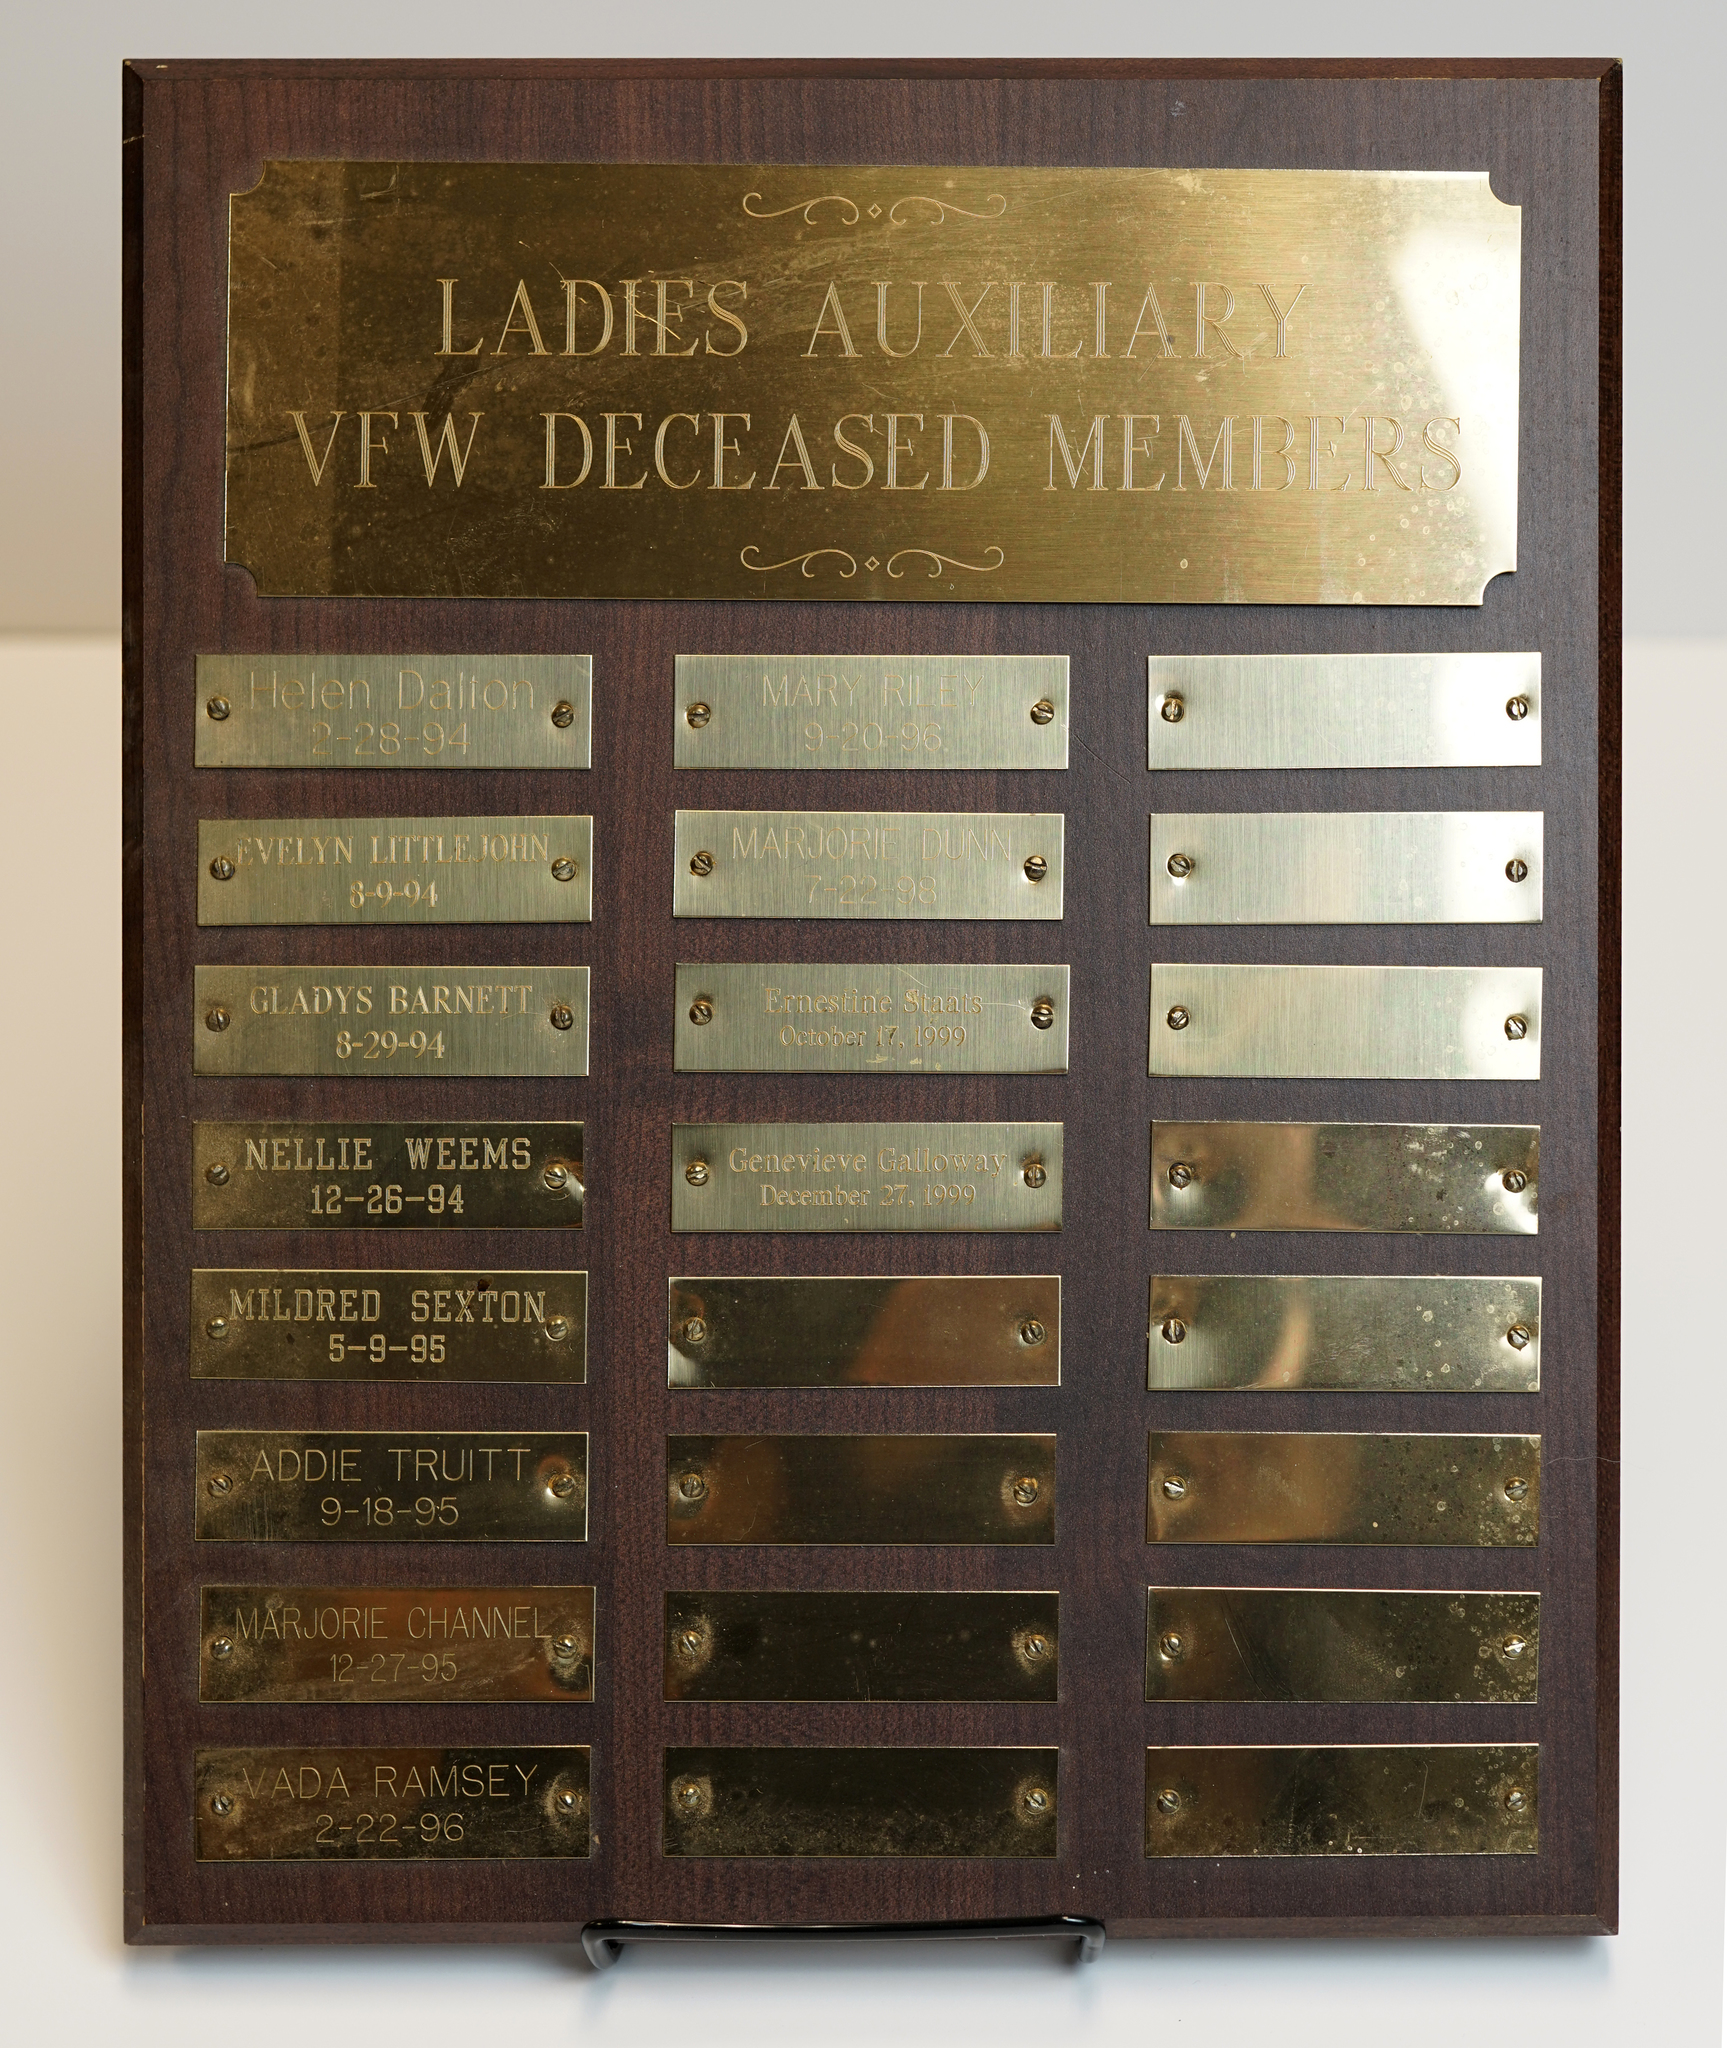 LADIES AUXILIARY
VFW DECEASED MEMBERS
Helen Dalton
2-28-94
EVELYN LITTLEJOHN
8-9-94
GLADYS BARNETT
8-29-94
NELLIE WEEMS
12-26-94
MILDRED SEXTON
5-9-95
ADDIE TRUITT
9-18-95
MARJORIE CHANNEL
12-27-95
VADA RAMSEY
2-22-96
MARY RILEY
9-20-96
MARJORIE DUNN
7-22-98
Ernestine Staats
October 17, 1999
Genevieve Galloway
December 27, 1999